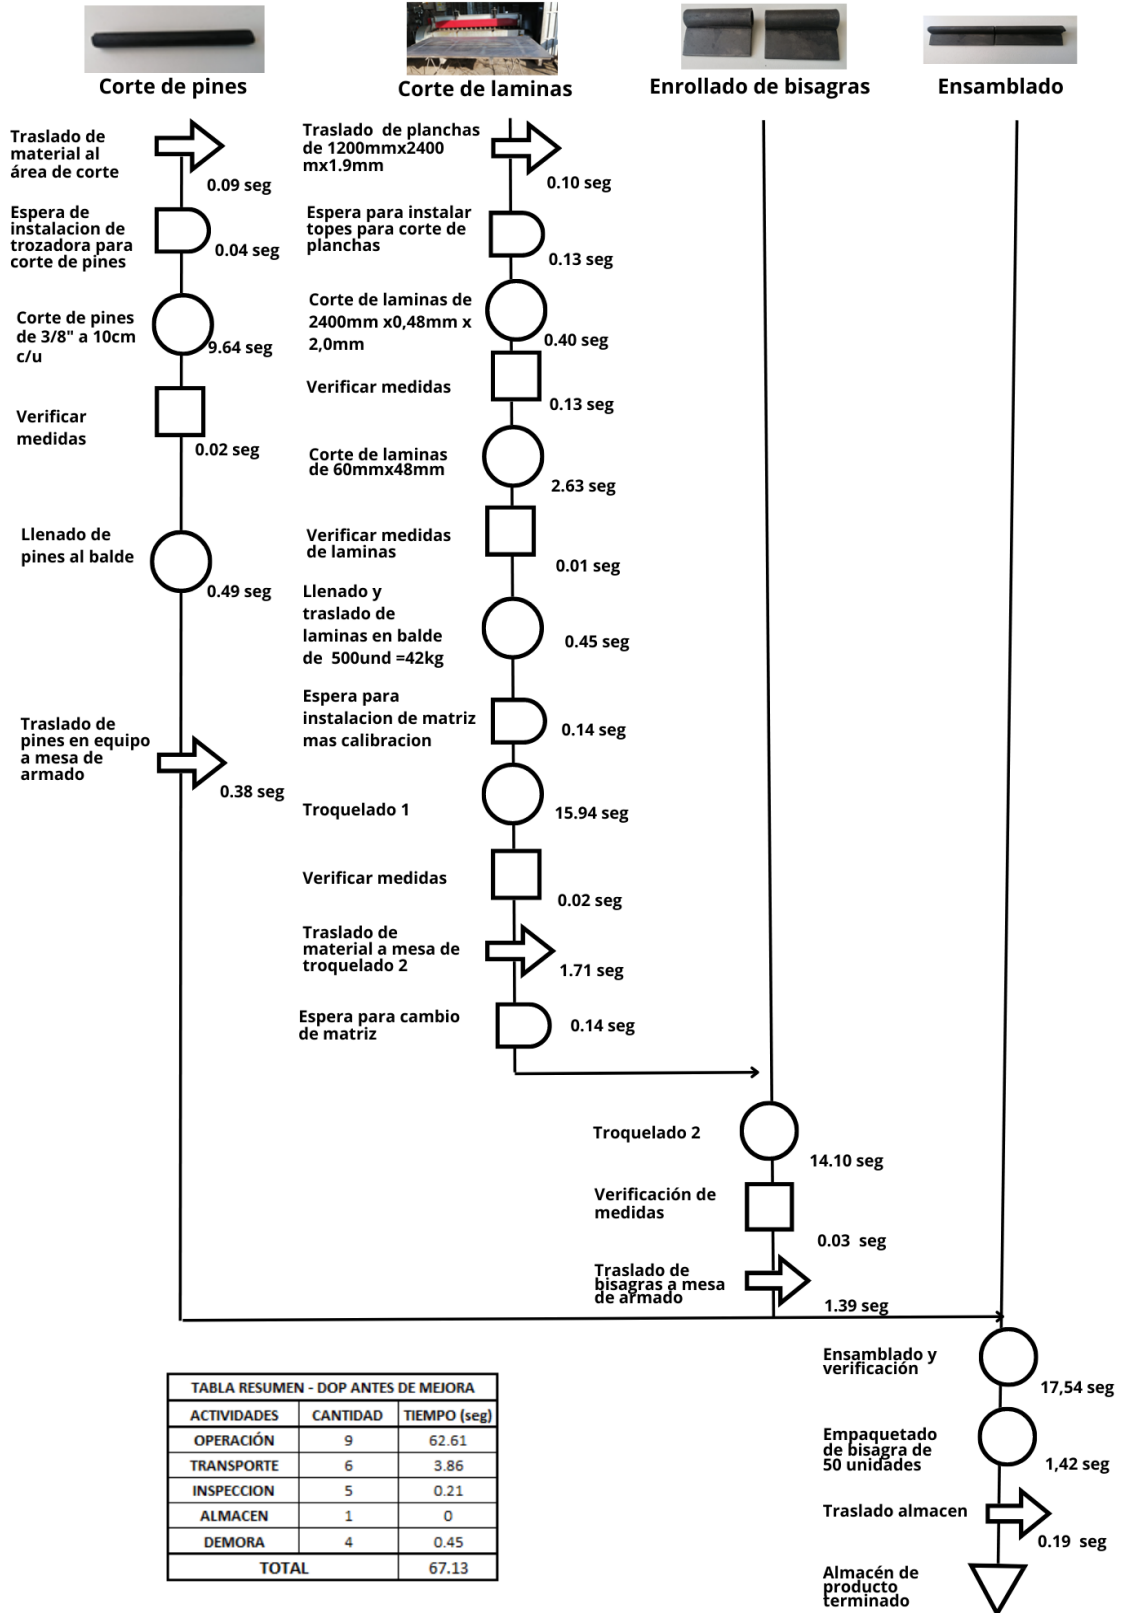 Corte de pines
Corte de laminas
Enrollado de bisagras
Ensamblado
Traslado de
material al
área de corte
0.09 seg
Espera de
instalacion de
trozadora para
corte de pines
0.04 seg
Corte de pines
de 3/8" a 10cm
c/u
9.64 seg
Verificar
medidas
0.02 seg
Llenado de
pines al balde
0.49 seg
Traslado de
pines en equipo
a mesa de
armado
0.38 seg
Traslado de planchas
de 1200mmx2400
mx1.9mm
0.10 seg
Espera para instalar
topes para corte de
planchas
0.13 seg
Corte de laminas de
2400mm x0,48mm x
2,0mm
0.40 seg
Verificar medidas
0.13 seg
Corte de laminas
de 60mmx48mm
2.63 seg
Verificar medidas
de laminas
0.01 seg
Llenado y
traslado de
laminas en balde
de 500und =42kg
0.45 seg
Espera para
instalacion de matriz
mas calibracion
0.14 seg
Troquelado 1
15.94 seg
Verificar medidas
0.02 seg
Traslado de
material a mesa de
troquelado 2
1.71 seg
Espera para cambio
de matriz
0.14 seg
Troquelado 2
14.10 seg
Verificación de
medidas
0.03 seg
Traslado de
bisagras a mesa
de armado
1.39 seg
Ensamblado y
verificación
17,54 seg
Empaquetado
de bisagra de
50 unidades
1,42 seg
Traslado almacen
0.19 seg
Almacén de
producto
terminado
TABLA RESUMEN - DOP ANTES DE MEJORA
ACTIVIDADES CANTIDAD TIEMPO (seg)
OPERACIÓN 9 62.61
TRANSPORTE 6 3.86
INSPECCION 5 0.21
ALMACEN 1 0
DEMORA 4 0.45
TOTAL 67.13